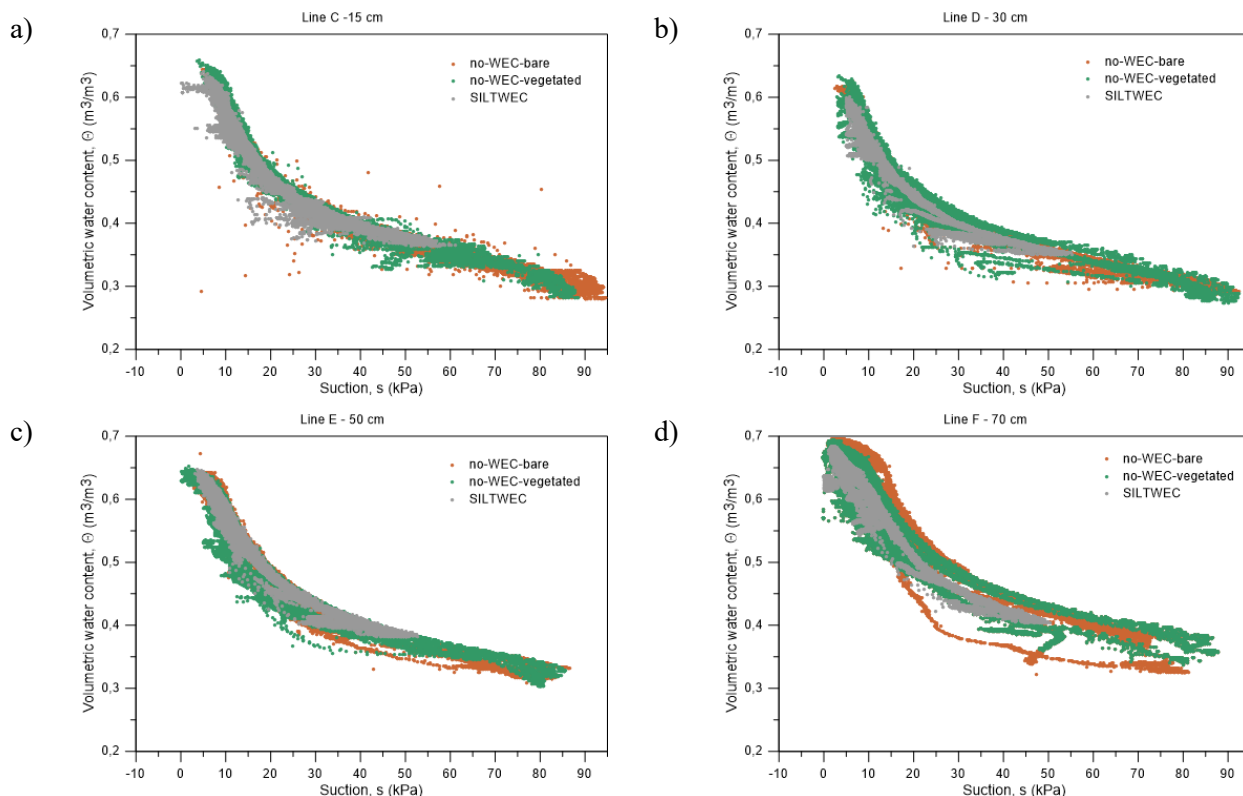 a)
Line C -15 cm
0,7
0,6
0,5
0,4
0,3
0,2
Volumetric water content, Θ (m3/m3)
no-WEC-bare
no-WEC-vegetated
SILTWEC
-10 0 10 20 30 40 50 60 70 80 90
Suction, s (kPa)
b)
Line D - 30 cm
0,7
0,6
0,5
0,4
0,3
0,2
Volumetric water content, Θ (m3/m3)
no-WEC-bare
no-WEC-vegetated
SILTWEC
-10 0 10 20 30 40 50 60 70 80 90
Suction, s (kPa)
c)
Line E - 50 cm
0,7
0,6
0,5
0,4
0,3
0,2
Volumetric water content, Θ (m3/m3)
no-WEC-bare
no-WEC-vegetated
SILTWEC
-10 0 10 20 30 40 50 60 70 80 90
Suction, s (kPa)
d)
Line F - 70 cm
0,7
0,6
0,5
0,4
0,3
0,2
Volumetric water content, Θ (m3/m3)
no-WEC-bare
no-WEC-vegetated
SILTWEC
-10 0 10 20 30 40 50 60 70 80 90
Suction, s (kPa)